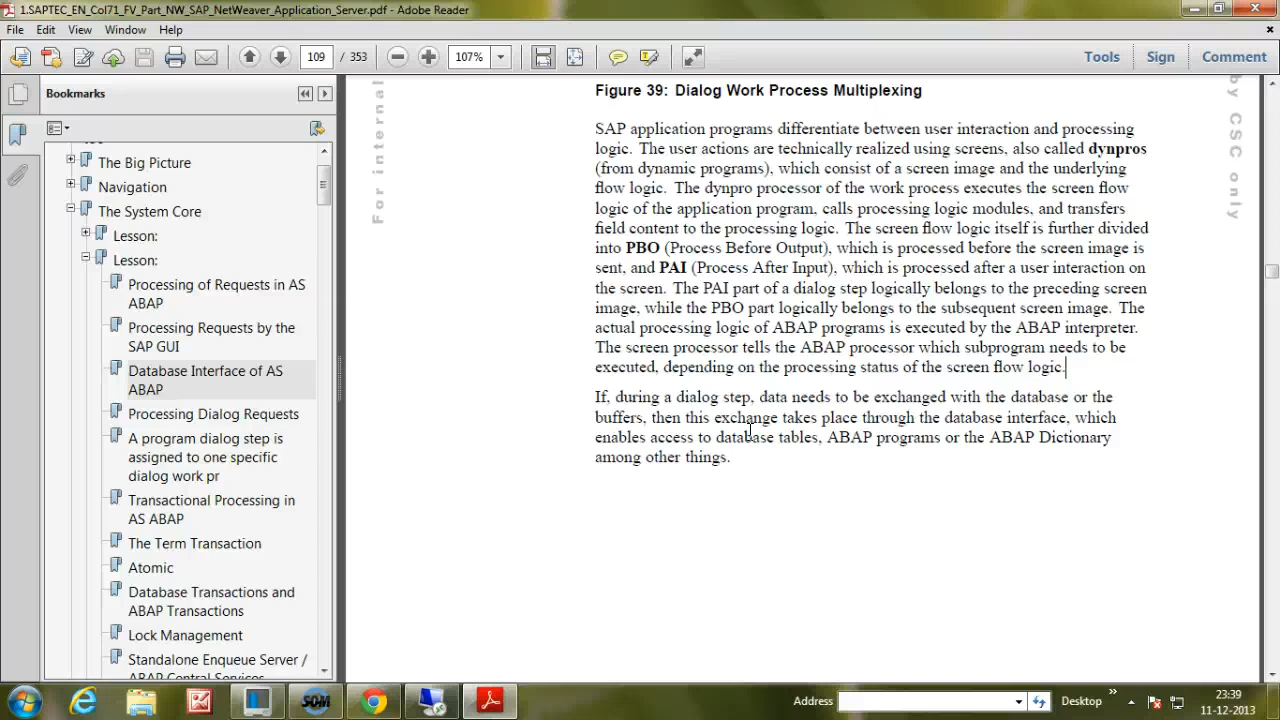 1.SAPTEC_EN_Col71_FV_Part_NW_SAP_NetWeaver_Application_Server.pdf - Adobe Reader
File Edit View Window Help
109 / 353 107% Tools Sign Comment
Bookmarks
The Big Picture
Navigation
The System Core
Lesson:
Lesson:
Processing of Requests in AS
ABAP
Processing Requests by the
SAP GUI
Database Interface of AS
ABAP
Processing Dialog Requests
A program dialog step is
assigned to one specific
dialog work pr
Transactional Processing in
AS ABAP
The Term Transaction
Atomic
Database Transactions and
ABAP Transactions
Lock Management
Standalone Enqueue Server /
ABAP Central Services
For internal
by CSC only
Figure 39: Dialog Work Process Multiplexing
SAP application programs differentiate between user interaction and processing
logic. The user actions are technically realized using screens, also called dynpros
(from dynamic programs), which consist of a screen image and the underlying
flow logic. The dynpro processor of the work process executes the screen flow
logic of the application program, calls processing logic modules, and transfers
field content to the processing logic. The screen flow logic itself is further divided
into PBO (Process Before Output), which is processed before the screen image is
sent, and PAI (Process After Input), which is processed after a user interaction on
the screen. The PAI part of a dialog step logically belongs to the preceding screen
image, while the PBO part logically belongs to the subsequent screen image. The
actual processing logic of ABAP programs is executed by the ABAP interpreter.
The screen processor tells the ABAP processor which subprogram needs to be
executed, depending on the processing status of the screen flow logic.
If, during a dialog step, data needs to be exchanged with the database or the
buffers, then this exchange takes place through the database interface, which
enables access to database tables, ABAP programs or the ABAP Dictionary
among other things.
SQM
Address
Desktop
23:39
11-12-2013